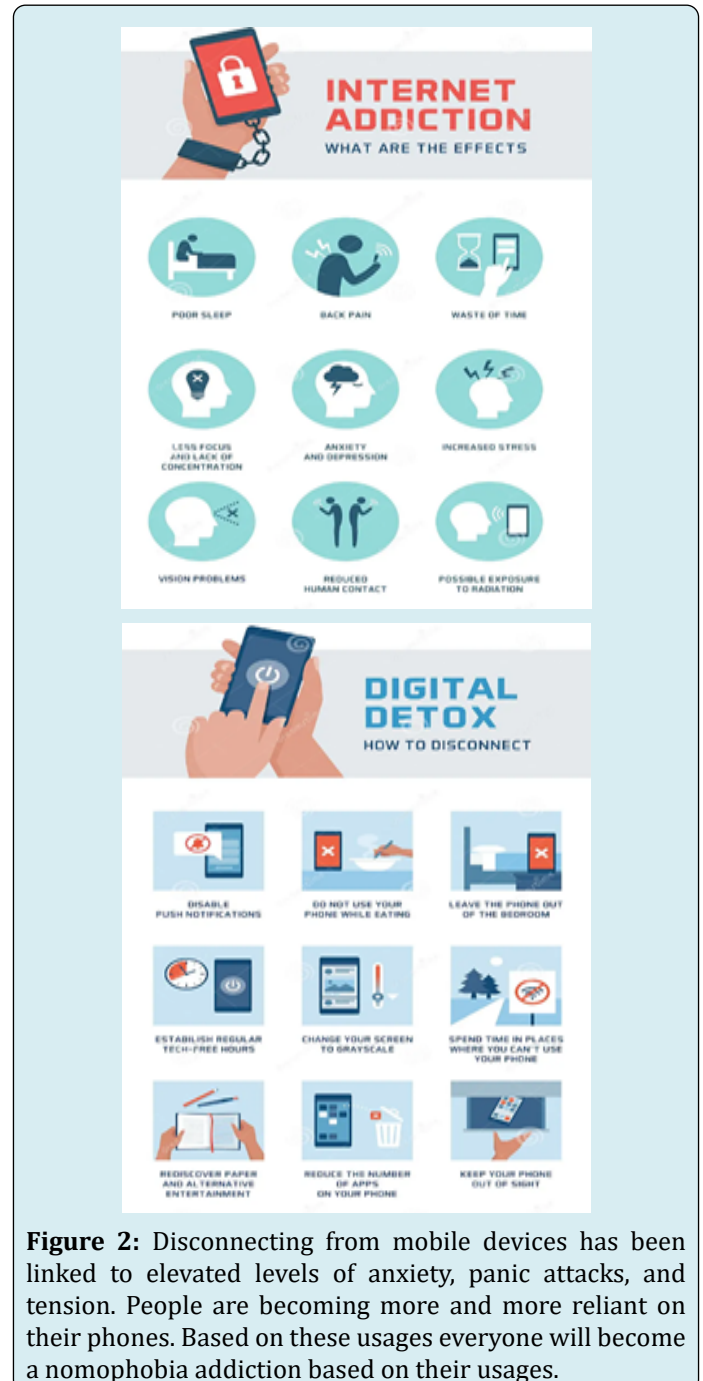 INTERNET
ADDICTION
WHAT ARE THE EFFECTS
POOR SLEEP
BACK PAIN
WASTE OF TIME
LESS FOCUS
AND LACK OF
CONCENTRATION
ANXIETY
AND DEPRESSION
INCREASED STRESS
VISION PROBLEMS
REDUCED
HUMAN CONTACT
POSSIBLE EXPOSURE
TO RADIATION
DIGITAL
DETOX
HOW TO DISCONNECT
DISABLE
PUSH NOTIFICATIONS
DO NOT USE YOUR
PHONE WHILE EATING
LEAVE THE PHONE OUT
OF THE BEDROOM
ESTABILISH REGULAR
TECH-FREE HOURS
CHANGE YOUR SCREEN
TO GRAYSCALE
SPEND TIME IN PLACES
WHERE YOU CAN'T USE
YOUR PHONE
REDISCOVER PAPER
AND ALTERNATIVE
ENTERTAINMENT
REDUCE THE NUMBER
OF APPS
ON YOUR PHONE
KEEP YOUR PHONE
OUT OF SIGHT
Figure 2: Disconnecting from mobile devices has been
linked to elevated levels of anxiety, panic attacks, and
tension. People are becoming more and more reliant on
their phones. Based on these usages everyone will become
a nomophobia addiction based on their usages.